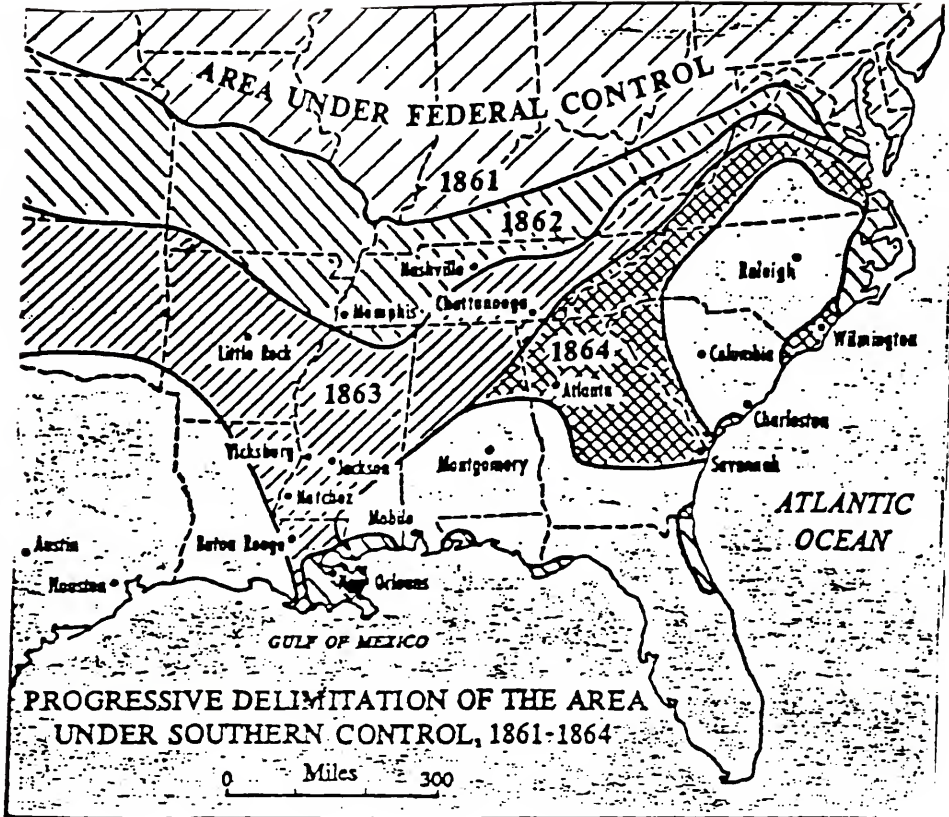 AREA UNDER FEDERAL CONTROL
1861
1862
Nashville
Memphis
Chattanooga
Raleigh
Little Rock
1864
Columbia
Wilmington
Atlanta
1863
Charleston
Vicksburg
Jackson
Montgomery
Savannah
Natchez
ATLANTIC
OCEAN
Mobile
Baton Rouge
Austin
New Orleans
Houston
GULF OF MEXICO
PROGRESSIVE DELIMITATION OF THE AREA
UNDER SOUTHERN CONTROL, 1861-1864
Miles
0 300